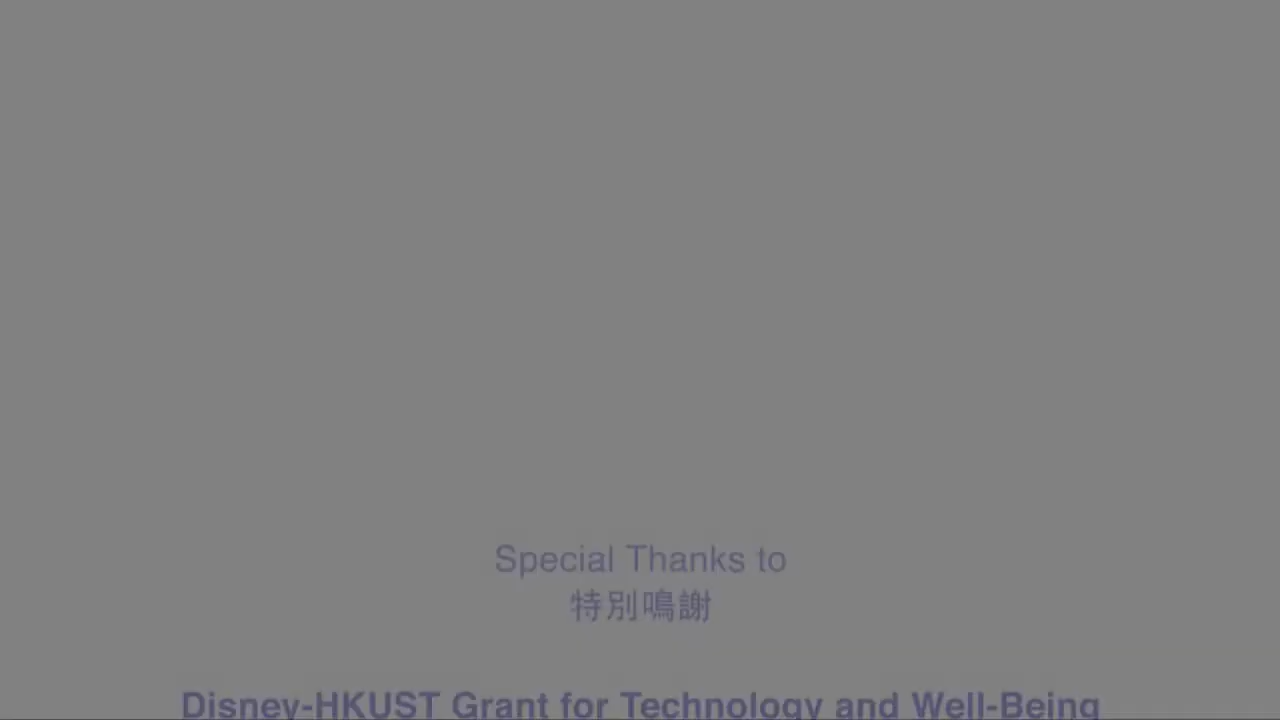 Special Thanks to
特別鳴謝
Disney-HKUST Grant for Technology and Well-Being